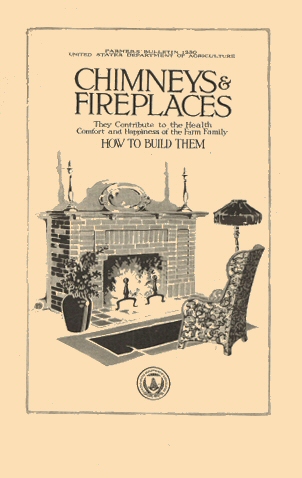 FARMERS BULLETIN 1230
UNITED STATES DEPARTMENT OF AGRICULTURE
CHIMNEYS &
FIREPLACES
They Contribute to the Health
Comfort and Happiness of the Farm Family
HOW TO BUILD THEM